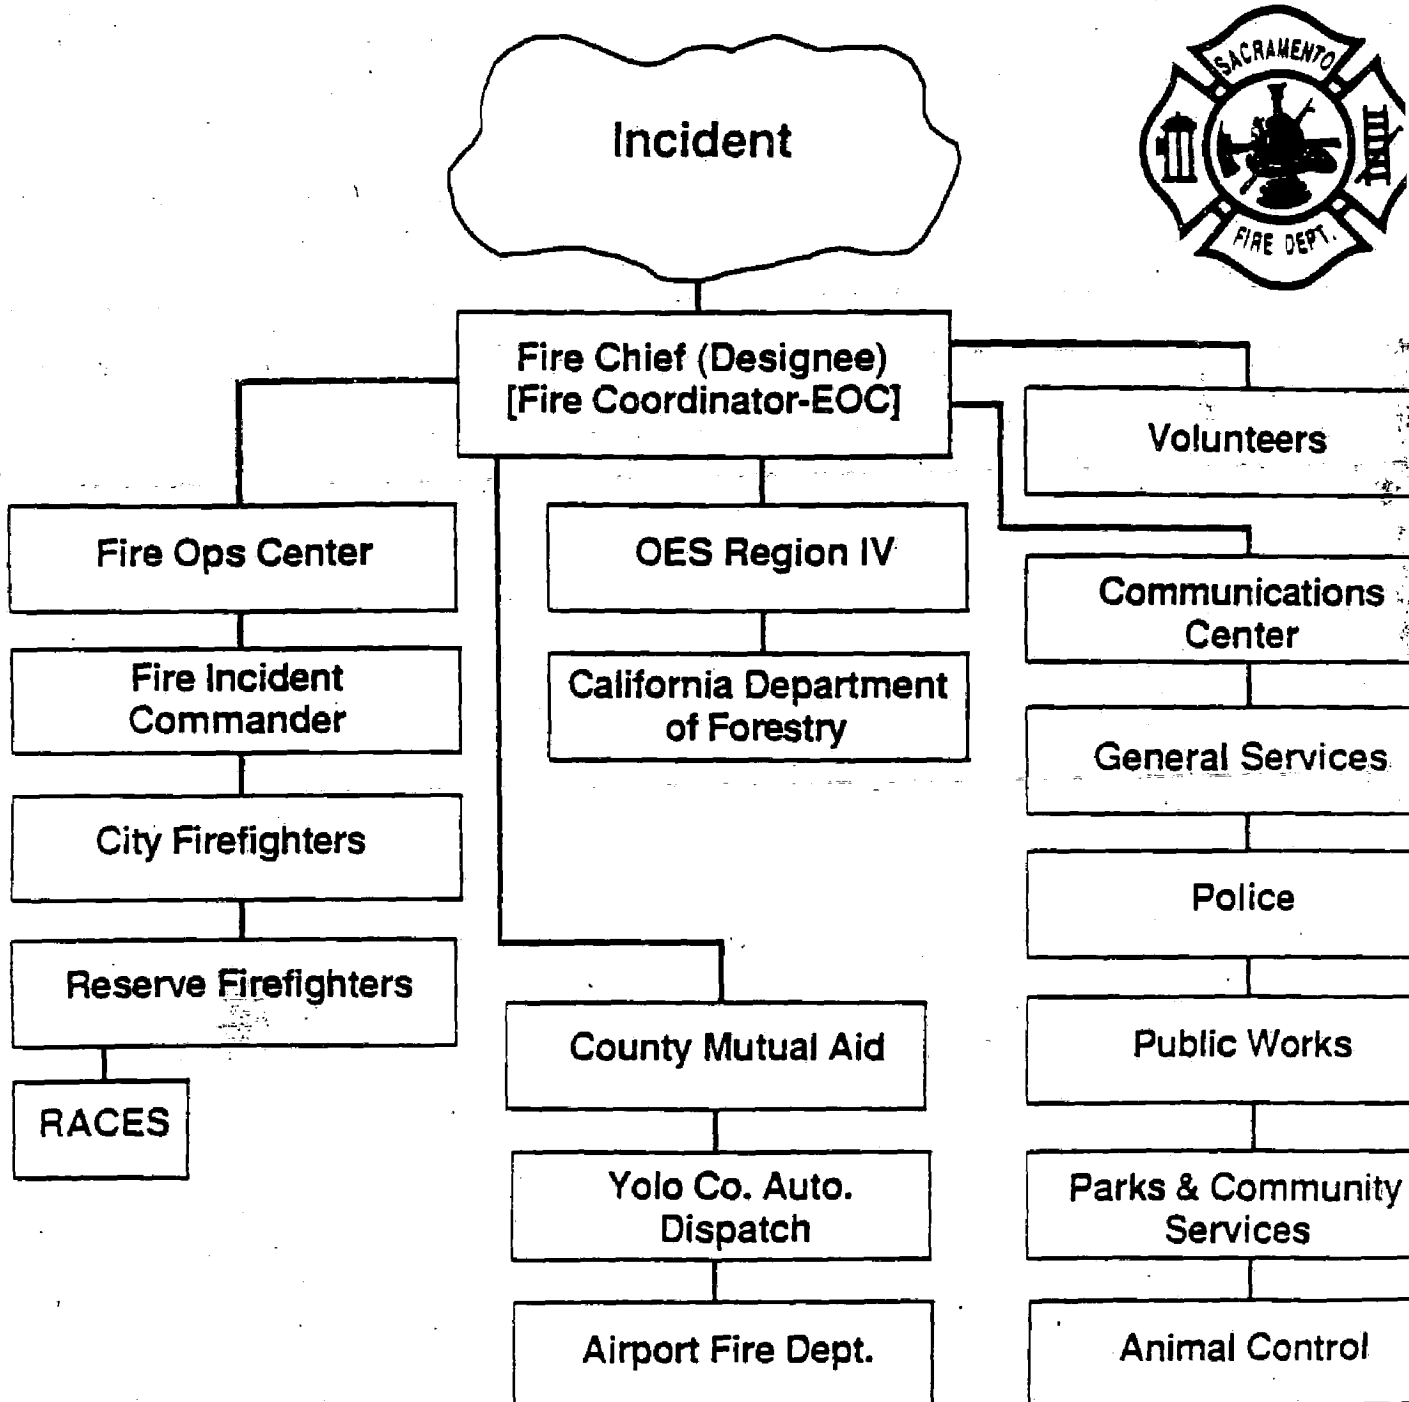 Incident
SACRAMENTO
FIRE DEPT.
Fire Chief (Designee)
[Fire Coordinator-EOC]
Volunteers
Fire Ops Center
OES Region IV
Communications
Center
Fire Incident
Commander
California Department
of Forestry
General Services
City Firefighters
Police
Reserve Firefighters
County Mutual Aid
Public Works
RACES
Yolo Co. Auto.
Dispatch
Parks & Community
Services
Airport Fire Dept.
Animal Control